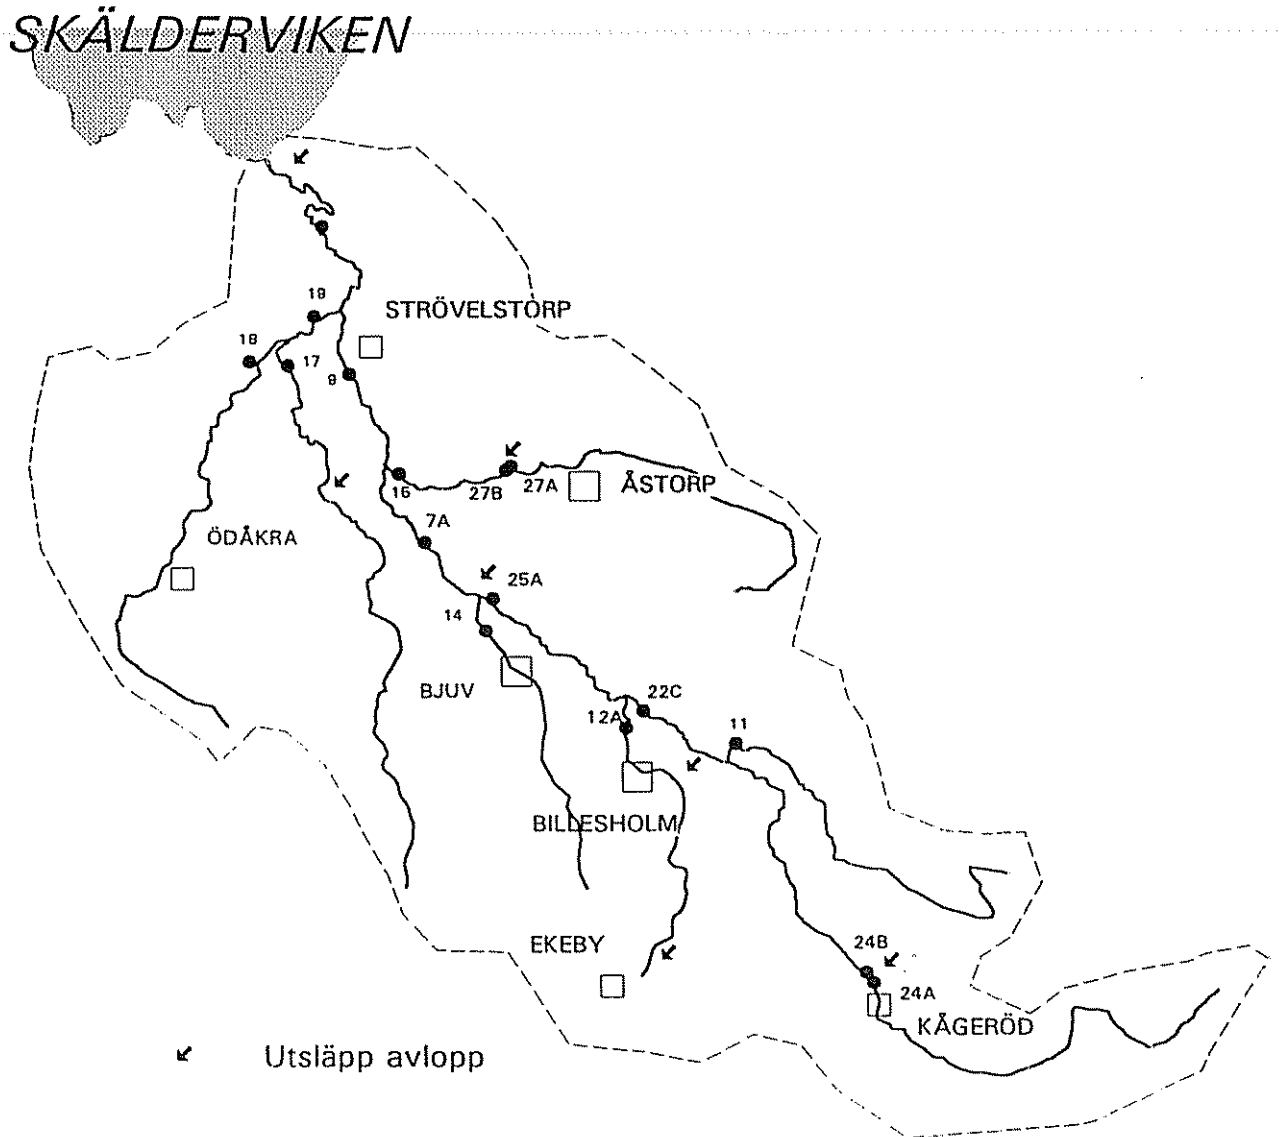 SKÄLDERVIKEN
19
STRÖVELSTORP
18
17
9
16
27B
27A
ÅSTORP
7A
ÖDÅKRA
25A
14
BJUV
22C
12A
11
BILLESHOLM
EKEBY
24B
24A
KÅGERÖD
Utsläpp avlopp